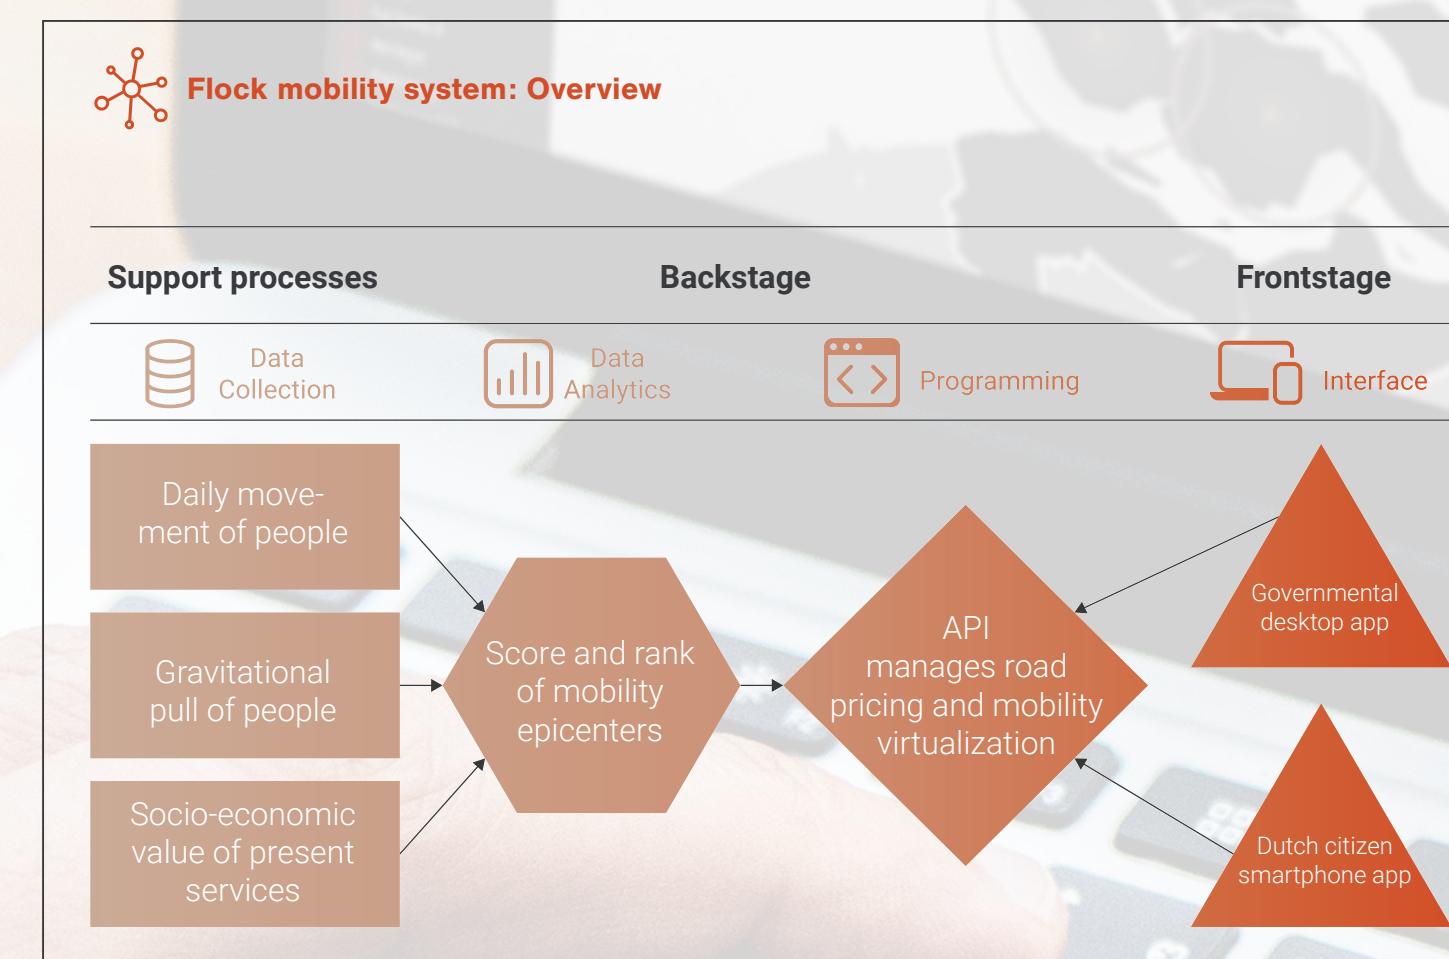 Flock mobility system: Overview
Support processes
Backstage
Frontstage
Data
Collection
Data
Analytics
Programming
Interface
Daily move-
ment of people
Gravitational
pull of people
Socio-economic
value of present
services
Score and rank
of mobility
epicenters
API
manages road
pricing and mobility
virtualization
Governmental
desktop app
Dutch citizen
smartphone app